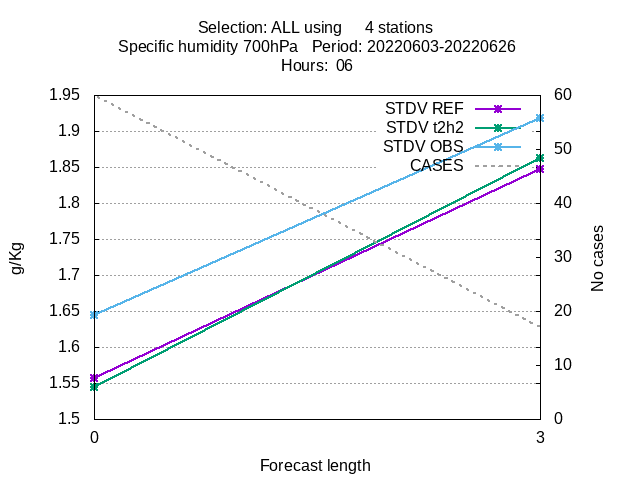 Selection: ALL using 4 stations
Specific humidity 700hPa Period: 20220603-20220626
Hours: 06
1.95
1.9
1.85
1.8
1.75
1.7
1.65
1.6
1.55
1.5
g/Kg
STDV REF
STDV t2h2
STDV OBS
CASES
60
50
40
30
20
10
0
No cases
0
3
Forecast length